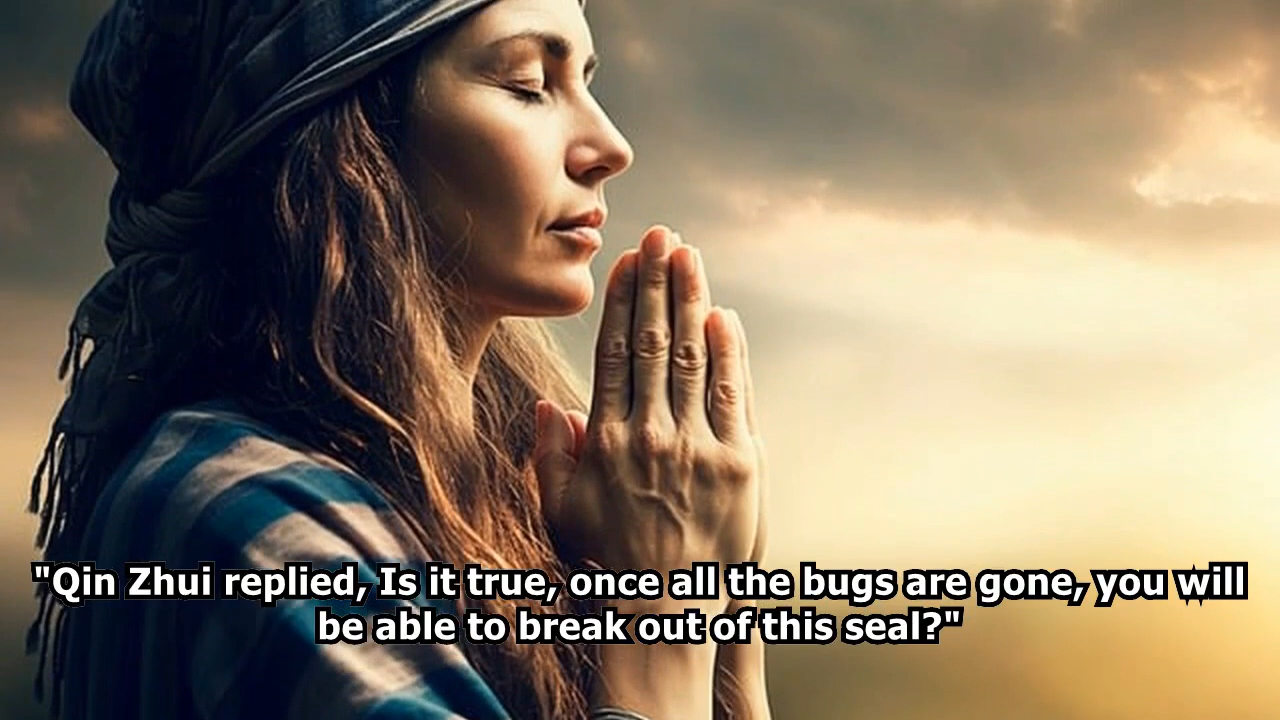 "Qin Zhui replied, Is it true, once all the bugs are gone, you will
be able to break out of this seal?"